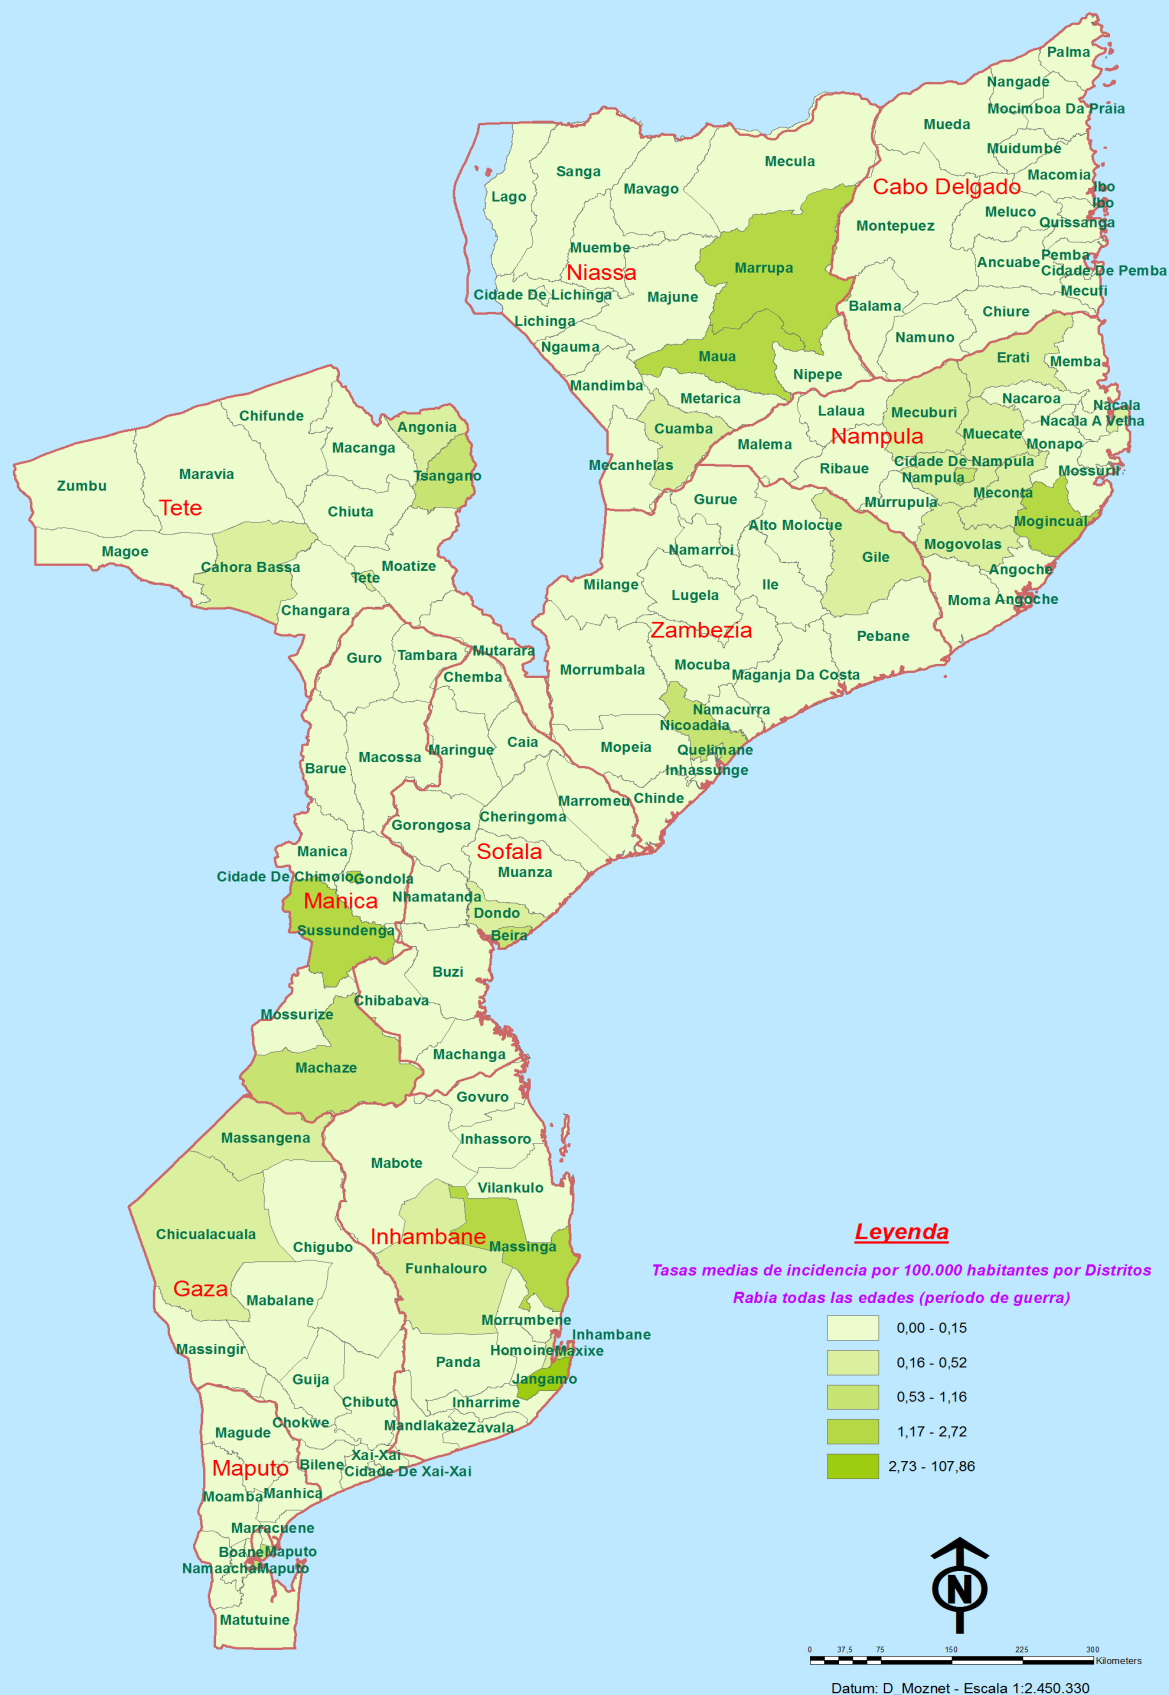 Palma
Nangade
Mocimboa Da Praia
Mueda
Muidumbe
Mecula
Sanga
Mavago
Macomia
Cabo Delgado
Ibo
Lago
Ibo
Meluco
Quissanga
Montepuez
Muembe
Pemba
Ancuabe
Marrupa
Cidade De Pemba
Niassa
Mecufi
Cidade De Lichinga
Majune
Balama
Chiure
Lichinga
Namuno
Ngauma
Maua
Erati
Memba
Nipepe
Mandimba
Metarica
Nacaroa
Nacala
Lalaua
Mecuburi
Chifunde
Nacala A Velha
Angonia
Cuamba
Muecate
Nampula
Malema
Monapo
Macanga
Cidade De Nampula
Mecanhelas
Ribaue
Mossuril
Maravia
Tsangano
Nampula
Zumbu
Meconta
Gurue
Murrupula
Tete
Chiuta
Mogincual
Alto Molocue
Mogovolas
Magoe
Namarroi
Gile
Cahora Bassa
Moatize
Angoche
Tete
Milange
Ile
Lugela
Moma
Angoche
Changara
Zambezia
Pebane
Mutarara
Guro
Tambara
Mocuba
Morrumbala
Chemba
Maganja Da Costa
Namacurra
Nicoadala
Caia
Mopeia
Maringue
Quelimane
Macossa
Barue
Inhassunge
Marromeu
Chinde
Cheringoma
Gorongosa
Manica
Sofala
Muanza
Cidade De Chimoio
Gondola
Nhamatanda
Manica
Dondo
Sussundenga
Beira
Buzi
Chibabava
Mossurize
Machanga
Machaze
Govuro
Massangena
Inhassoro
Mabote
Vilankulo
Chicualacuala
Inhambane
Chigubo
Massinga
Funhalouro
Gaza
Mabalane
Morrumbene
Inhambane
Massingir
Homoine
Maxixe
Panda
Guija
Jangamo
Chibuto
Inharrime
Chokwe
Mandlakaze
Zavala
Magude
Xai-Xai
Bilene
Maputo
Cidade De Xai-Xai
Moamba
Manhica
Marracuene
Boane
Maputo
Namaacha
Maputo
Matutuine
Leyenda
Tasas medias de incidencia por 100.000 habitantes por Distritos
Rabia todas las edades (período de guerra)
0,00 - 0,15
0,16 - 0,52
0,53 - 1,16
1,17 - 2,72
2,73 - 107,86
N
0 37,5 75 150 225 300
Kilometers
Datum: D_Moznet - Escala 1:2.450.330